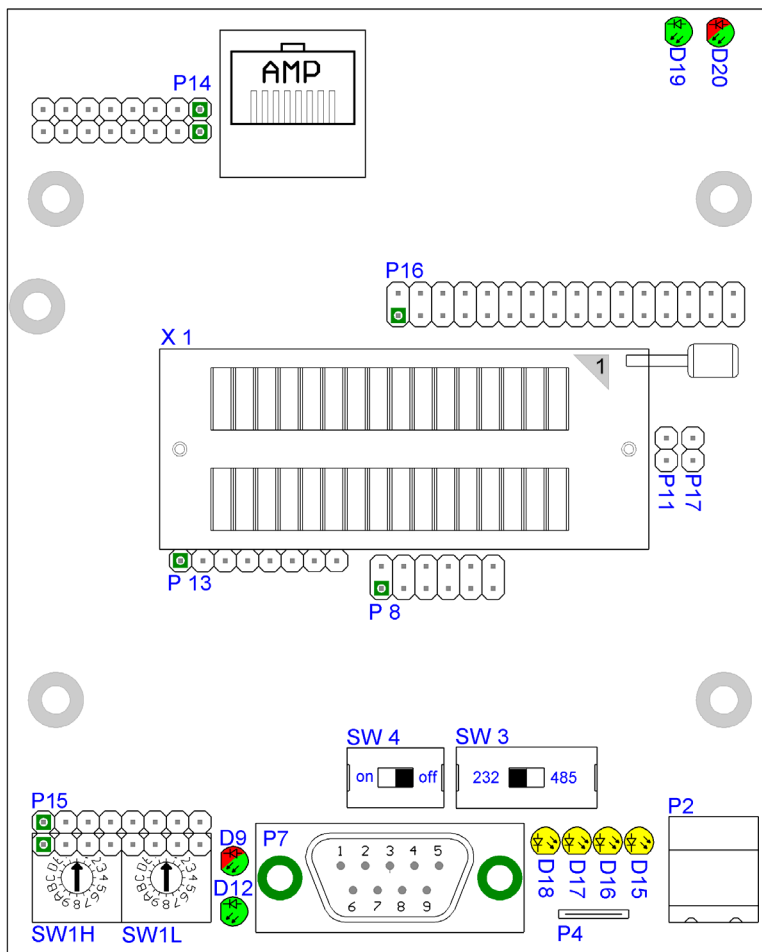 AMP
P14
D19
D20
P16
X 1
1
P11
P17
P 13
P 8
SW 4
on off
SW 3
232 485
P15
D9
D12
P7
1 2 3 4 5
6 7 8 9
D18
D17
D16
D15
P2
P4
SW1H
SW1L